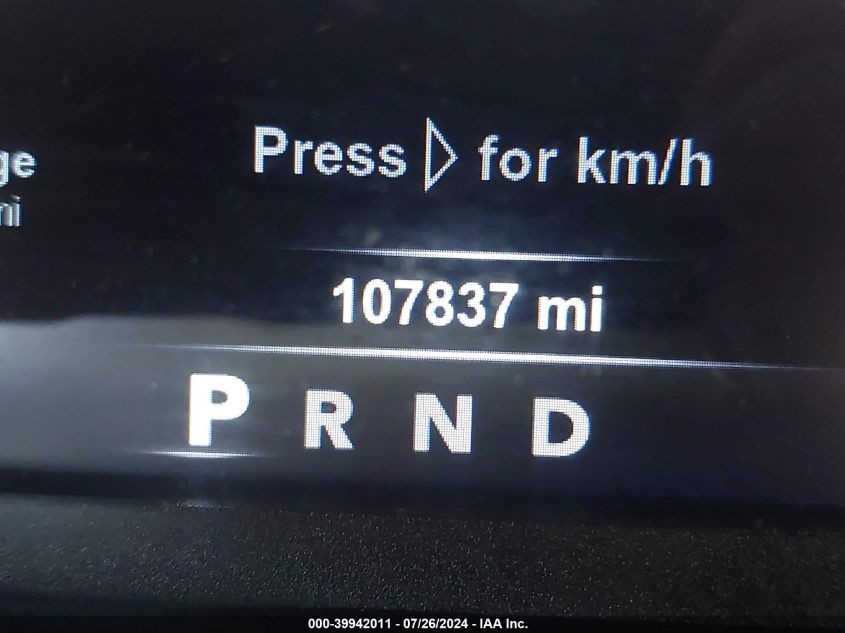 Press ▷ for km/h
107837 mi
P R N D
000-39942011 - 07/26/2024 - IAA Inc.